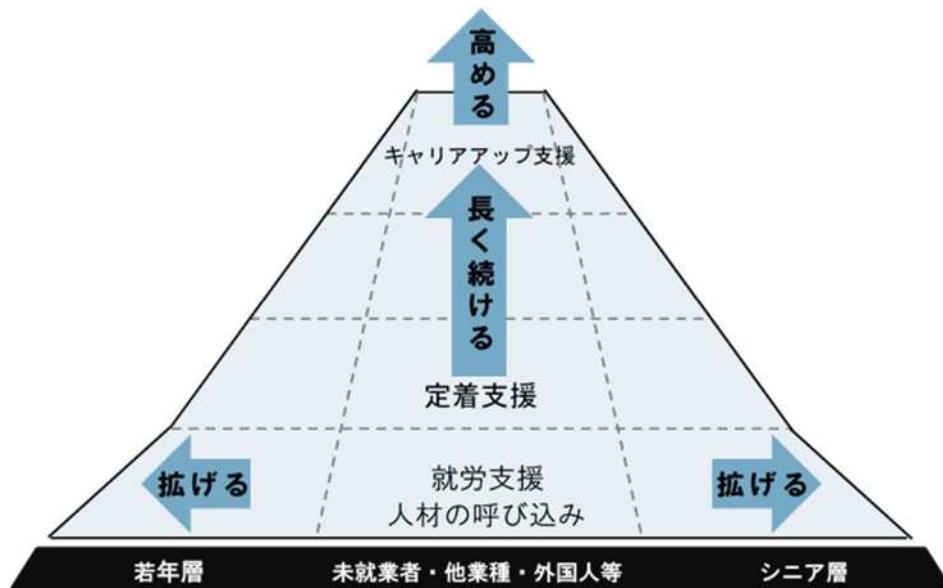 高める
キャリアアップ支援
長く続ける
定着支援
拡げる
就労支援
人材の呼び込み
拡げる
若年層
未就業者・他業種・外国人等
シニア層